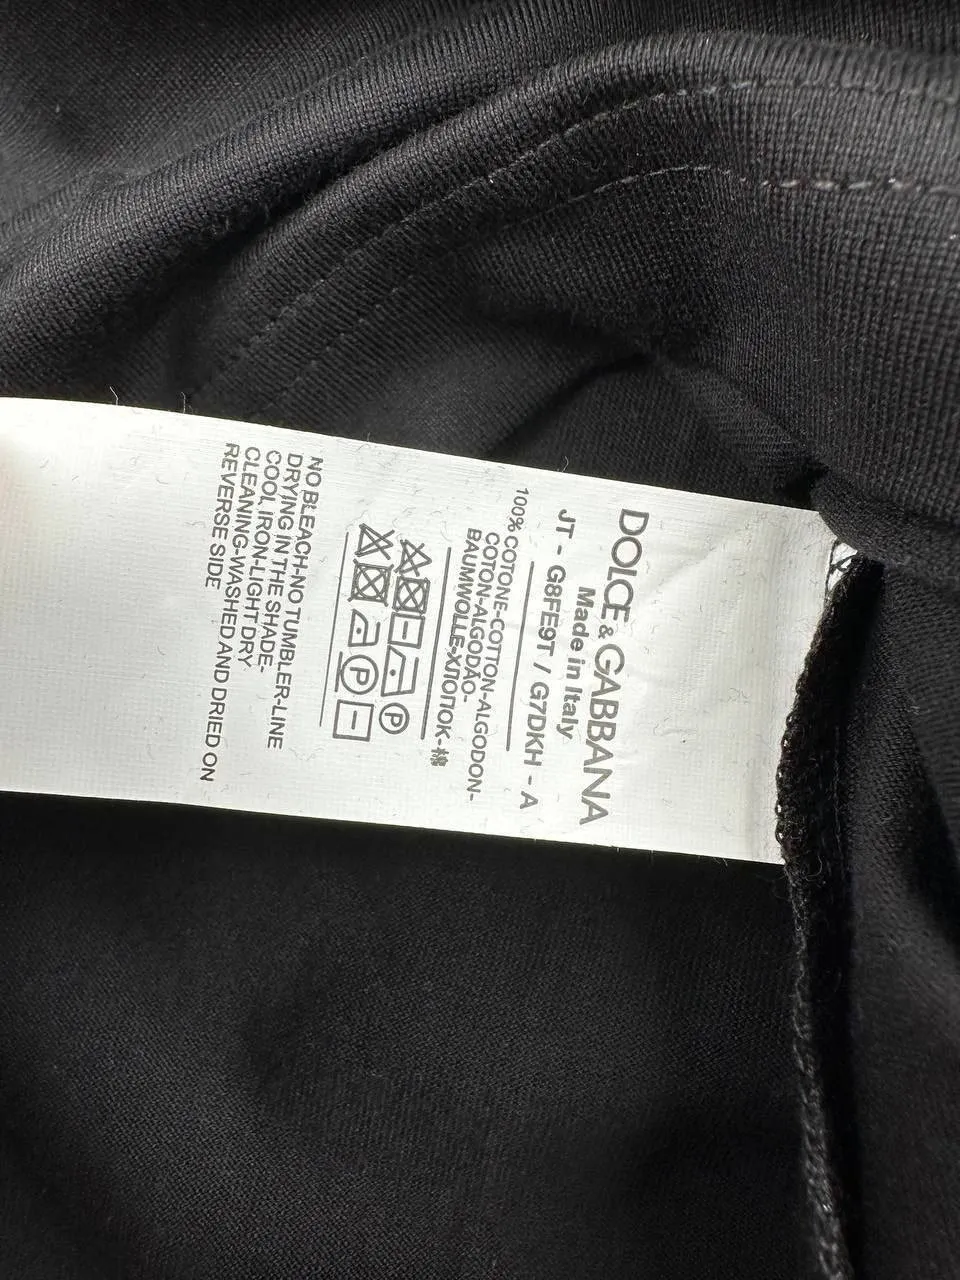 DOLCE & GABBANA
Made in Italy
JT - G8FE9T / G7DKH - A
100% COTONE-COTTON-ALGODON-
COTON-ALGODÃO-
BAUMWOLLE-ХЛОПОК-棉
P
P
NO BLEACH-NO TUMBLER-LINE
DRYING IN THE SHADE-
COOL IRON-LIGHT DRY
CLEANING-WASHED AND DRIED ON
REVERSE SIDE